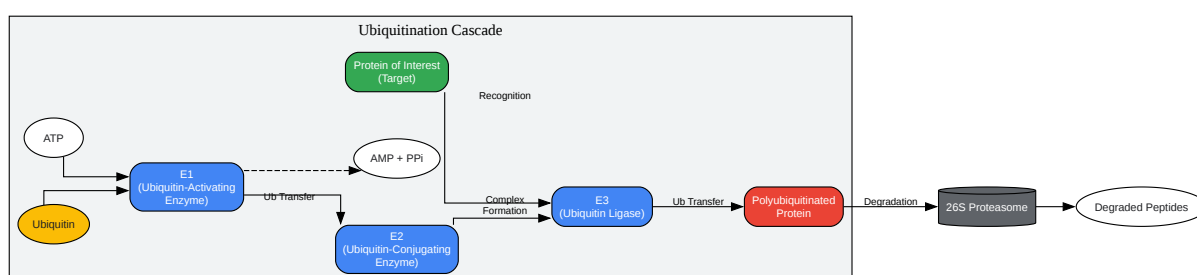 Ubiquitination Cascade
Protein of Interest
(Target)
Recognition
ATP
AMP + PPi
E1
(Ubiquitin-Activating
Enzyme)
Ub Transfer
Ubiquitin
E2
(Ubiquitin-Conjugating
Enzyme)
Complex
Formation
E3
(Ubiquitin Ligase)
Ub Transfer
Polyubiquitinated
Protein
Degradation
26S Proteasome
Degraded Peptides